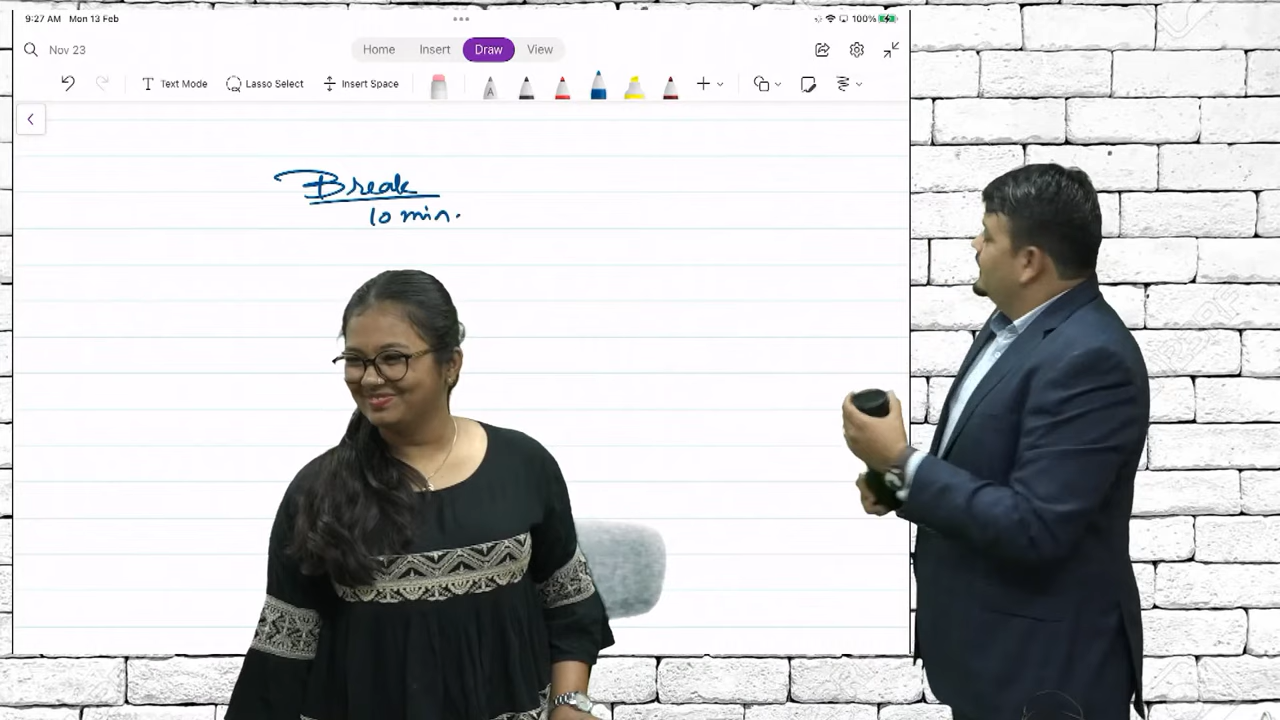 9:27 AM Mon 13 Feb
100%
Nov 23
Home Insert Draw View
Text Mode Lasso Select Insert Space
A
Break
10 min.